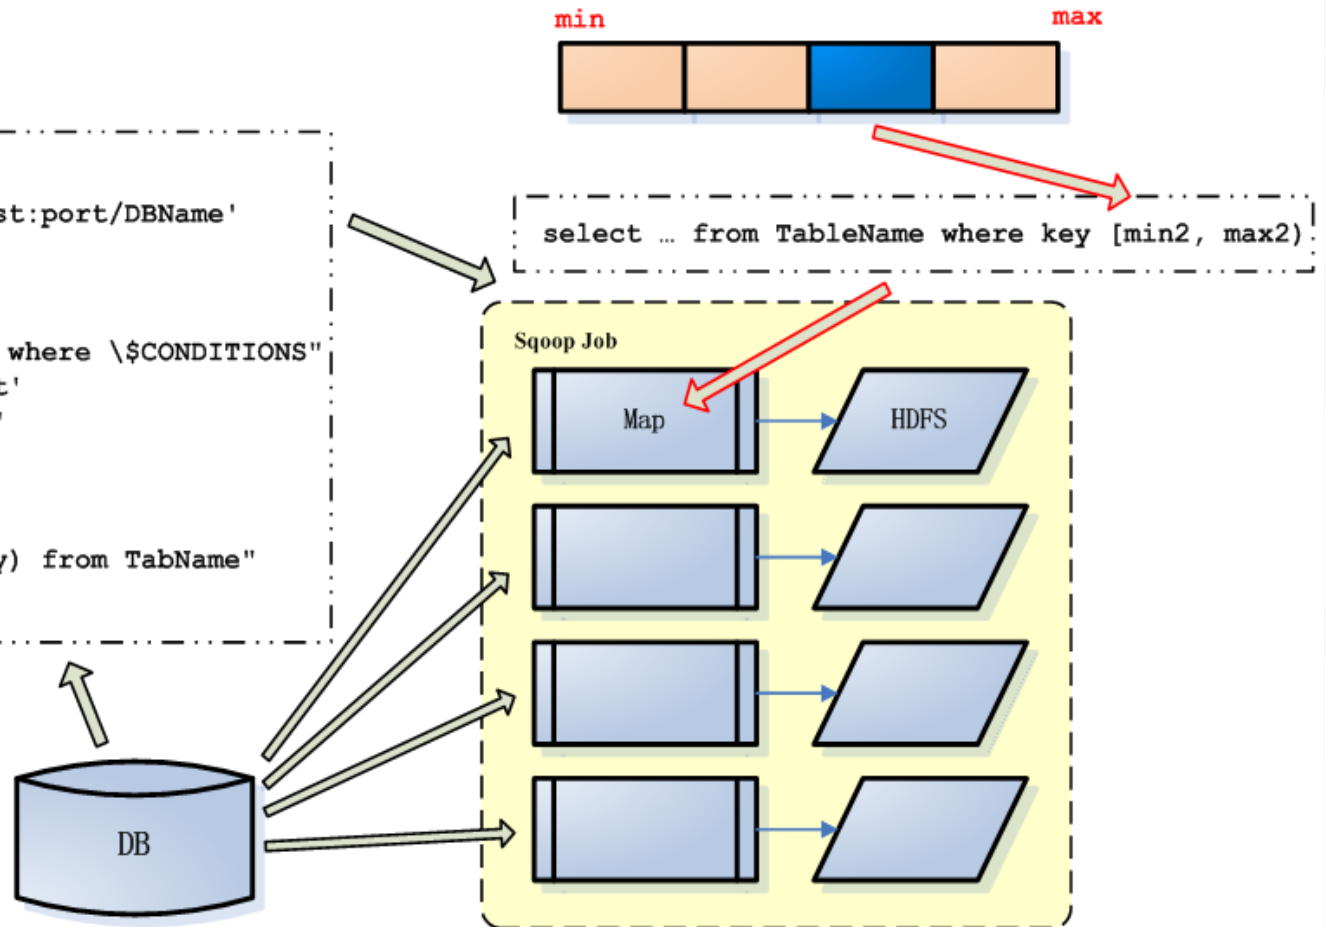 min
max
st:port/DBName'
select … from TableName where key [min2, max2)
where \$CONDITIONS"
t'
'
y) from TabName"
Sqoop Job
Map
HDFS
DB